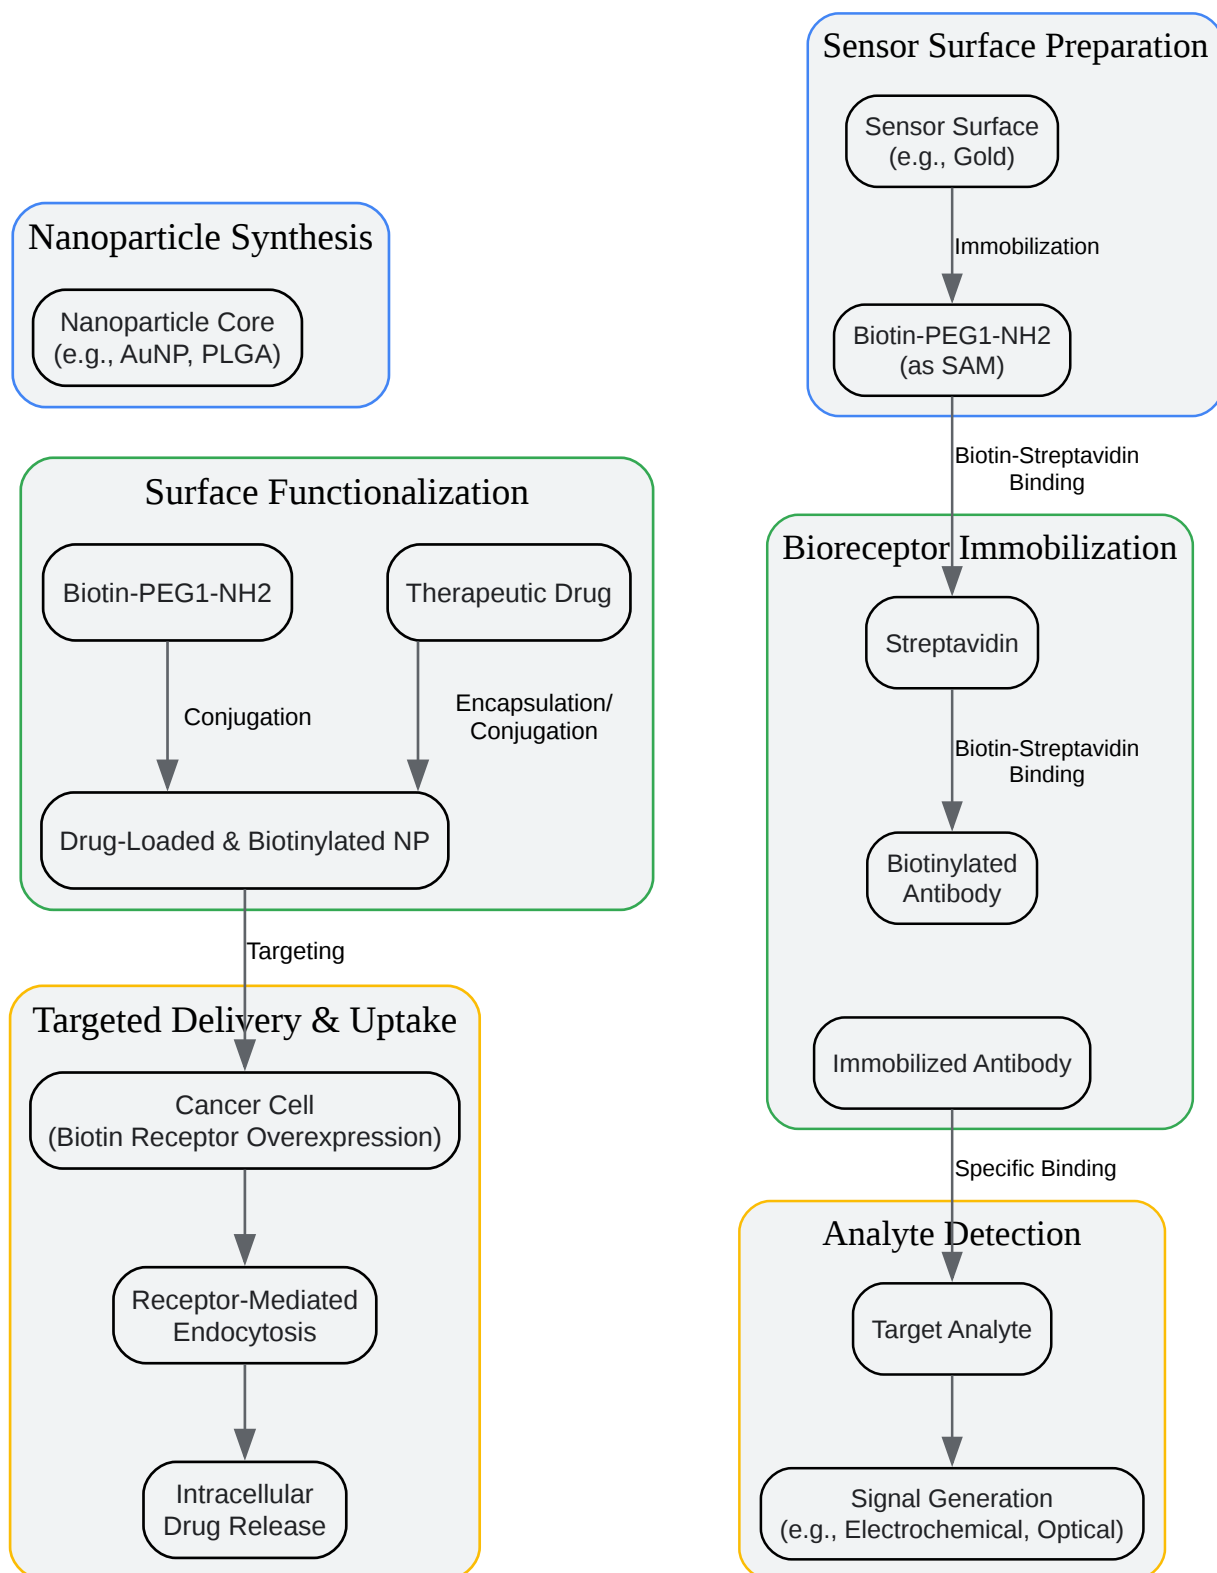 Nanoparticle Synthesis
Nanoparticle Core
(e.g., AuNP, PLGA)
Surface Functionalization
Biotin-PEG1-NH2
Therapeutic Drug
Conjugation
Encapsulation/
Conjugation
Drug-Loaded & Biotinylated NP
Targeting
Targeted Delivery & Uptake
Cancer Cell
(Biotin Receptor Overexpression)
Receptor-Mediated
Endocytosis
Intracellular
Drug Release
Sensor Surface Preparation
Sensor Surface
(e.g., Gold)
Immobilization
Biotin-PEG1-NH2
(as SAM)
Biotin-Streptavidin
Binding
Bioreceptor Immobilization
Streptavidin
Biotin-Streptavidin
Binding
Biotinylated
Antibody
Immobilized Antibody
Specific Binding
Analyte Detection
Target Analyte
Signal Generation
(e.g., Electrochemical, Optical)